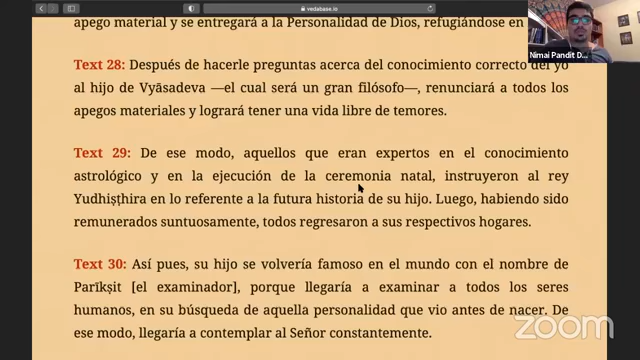 vedabase.io
apego material y se entregará a la Personalidad de Dios, refugiándose en
Nimai Pandit D...
Text 28: Después de hacerle preguntas acerca del conocimiento correcto del yo
al hijo de Vyāsadeva —el cual será un gran filósofo—, renunciará a todos los
apegos materiales y logrará tener una vida libre de temores.
Text 29: De ese modo, aquellos que eran expertos en el conocimiento
astrológico y en la ejecución de la ceremonia natal, instruyeron al rey
Yudhiṣṭhira en lo referente a la futura historia de su hijo. Luego, habiendo sido
remunerados suntuosamente, todos regresaron a sus respectivos hogares.
Text 30: Así pues, su hijo se volvería famoso en el mundo con el nombre de
Parīkṣit [el examinador], porque llegaría a examinar a todos los seres
humanos, en su búsqueda de aquella personalidad que vio antes de nacer. De
ese modo, llegaría a contemplar al Señor constantemente.
zoom